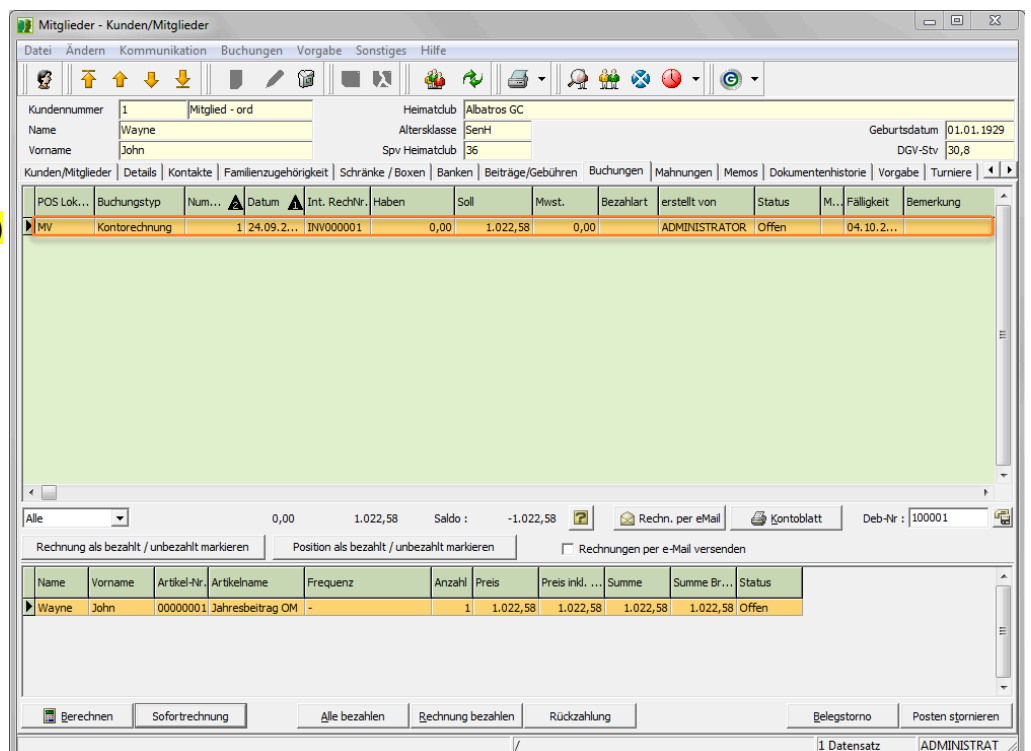 Mitglieder - Kunden/Mitglieder
Datei Ändern Kommunikation Buchungen Vorgabe Sonstiges Hilfe
Kundennummer 1 Mitglied - ord Heimatclub Albatros GC
Name Wayne Altersklasse SenH Geburtsdatum 01.01.1929
Vorname John Spv Heimatclub 36 DGV-Stv 30,8
Kunden/Mitglieder Details Kontakte Familienzugehörigkeit Schränke / Boxen Banken Beiträge/Gebühren Buchungen Mahnungen Memos Dokumentenhistorie Vorgabe Turniere
POS Lok... Buchungstyp Num... 2 Datum 1 Int. RechNr. Haben Soll Mwst. Bezahlart erstellt von Status M... Fälligkeit Bemerkung
MV Kontorechnung 1 24.09.2... INV000001 0,00 1.022,58 0,00 ADMINISTRATOR Offen 04.10.2...
Alle 0,00 1.022,58 Saldo : -1.022,58 ? Rechn. per eMail Kontoblatt Deb-Nr : 100001
Rechnung als bezahlt / unbezahlt markieren Position als bezahlt / unbezahlt markieren Rechnungen per e-Mail versenden
Name Vorname Artikel-Nr. Artikelname Frequenz Anzahl Preis Preis inkl. ... Summe Summe Br... Status
Wayne John 00000001 Jahresbeitrag OM - 1 1.022,58 1.022,58 1.022,58 1.022,58 Offen
Berechnen Sofortrechnung Alle bezahlen Rechnung bezahlen Rückzahlung Belegstorno Posten stornieren
/ 1 Datensatz ADMINISTRAT